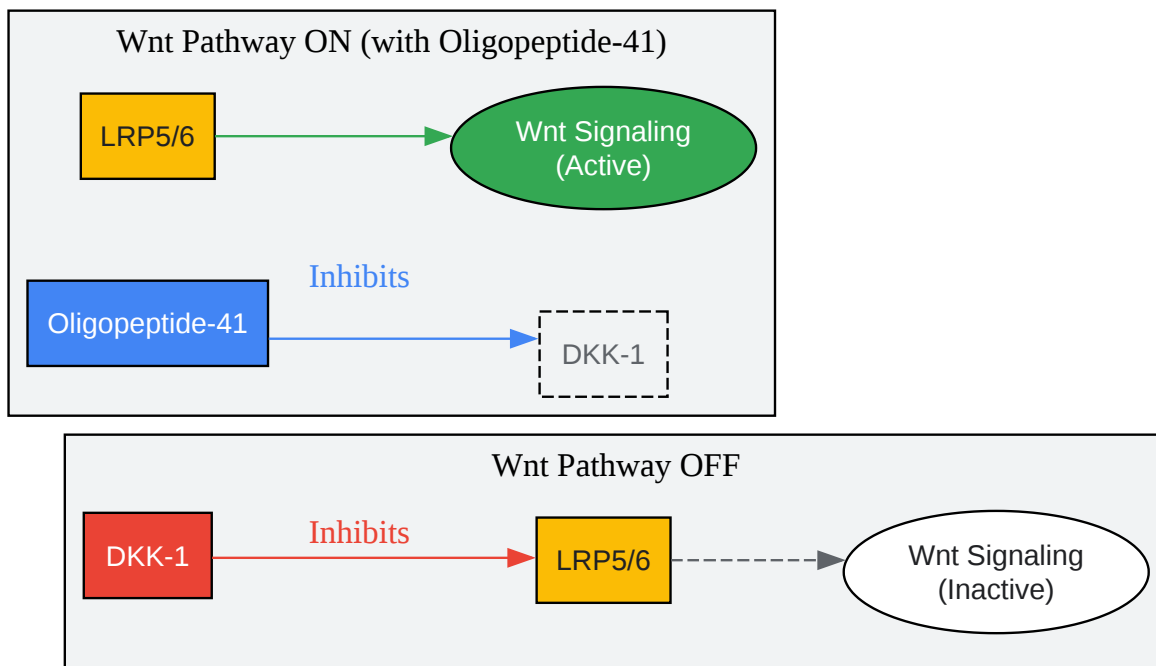 Wnt Pathway ON (with Oligopeptide-41)
LRP5/6
Wnt Signaling
(Active)
Inhibits
Oligopeptide-41
DKK-1
Wnt Pathway OFF
DKK-1
Inhibits
LRP5/6
Wnt Signaling
(Inactive)